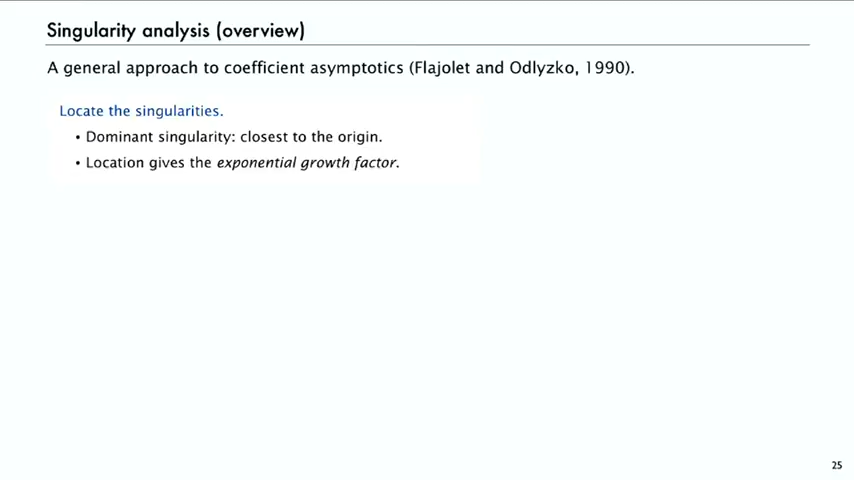 Singularity analysis (overview)
A general approach to coefficient asymptotics (Flajolet and Odlyzko, 1990).
Locate the singularities.
• Dominant singularity: closest to the origin.
• Location gives the exponential growth factor.
25